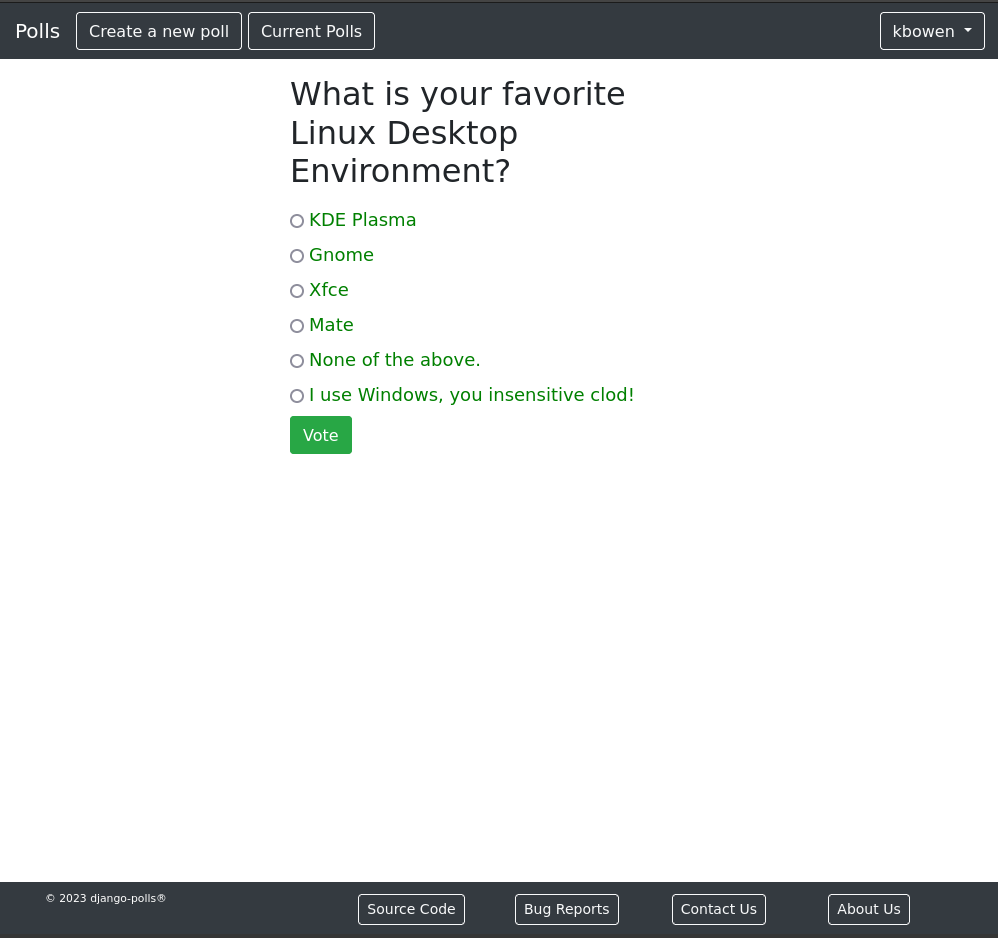 Polls Create a new poll Current Polls kbowen
What is your favorite
Linux Desktop
Environment?
KDE Plasma
Gnome
Xfce
Mate
None of the above.
I use Windows, you insensitive clod!
Vote
© 2023 django-polls® Source Code Bug Reports Contact Us About Us